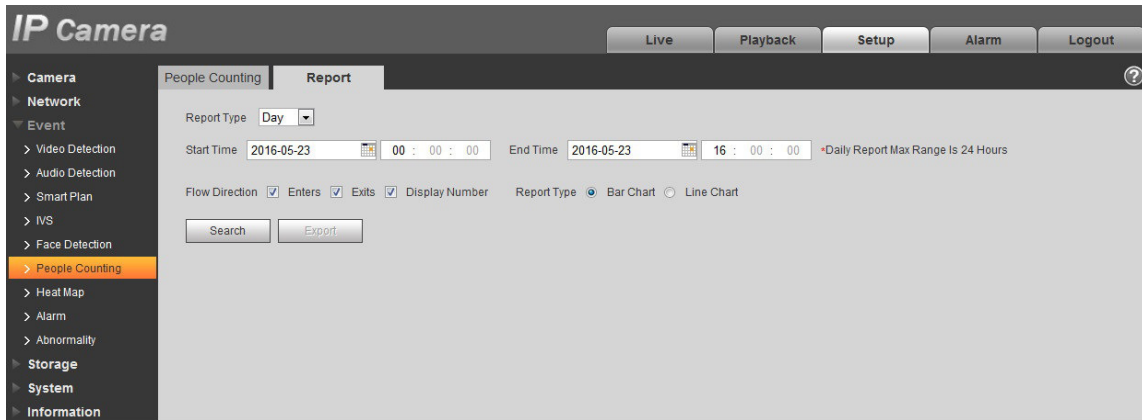 IP Camera
Live Playback Setup Alarm Logout
Camera
Network
Event
Video Detection
Audio Detection
Smart Plan
IVS
Face Detection
People Counting
Heat Map
Alarm
Abnormality
Storage
System
Information
People Counting Report
?
Report Type Day
Start Time 2016-05-23 00 : 00 : 00 End Time 2016-05-23 16 : 00 : 00 *Daily Report Max Range Is 24 Hours
Flow Direction Enters Exits Display Number Report Type Bar Chart Line Chart
Search Export